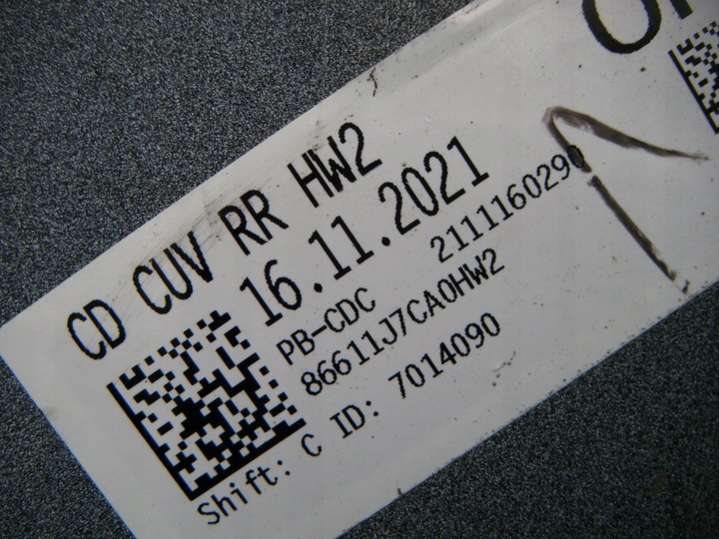 CD CUV RR HW2
16.11.2021
PB-CDC 2111160290
86611J7CA0HW2
Shift: C ID: 7014090